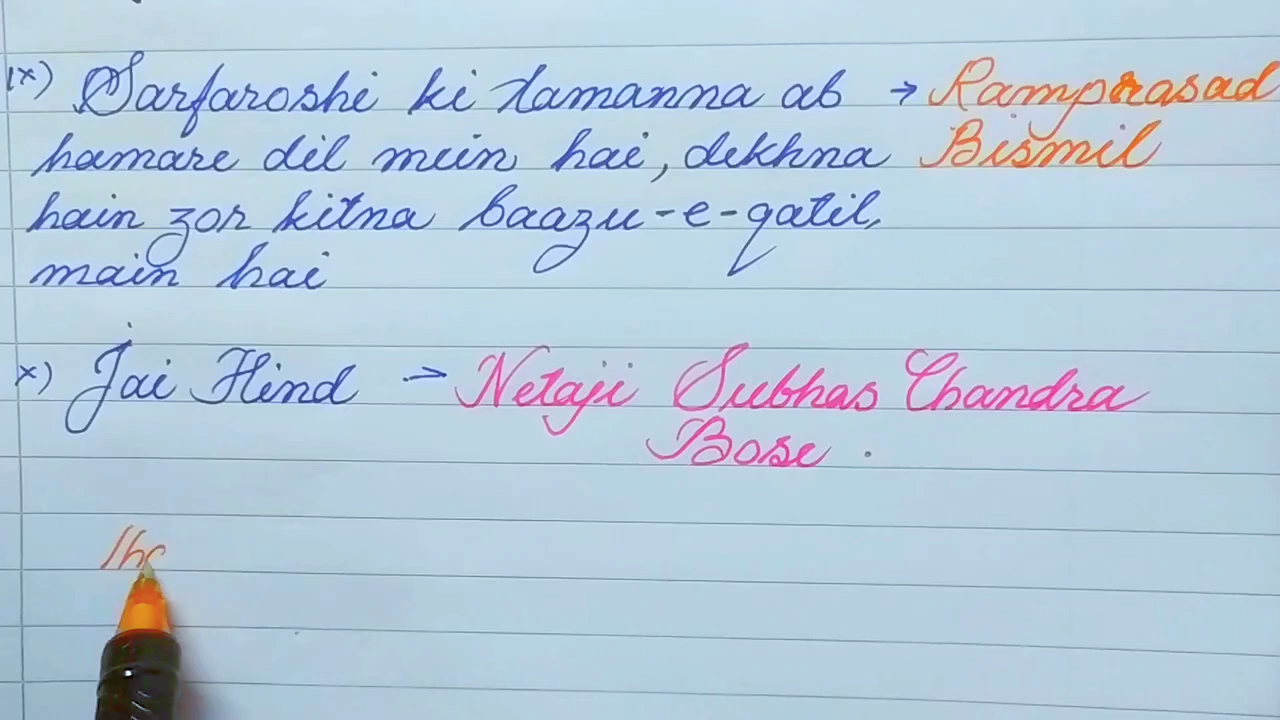 ix) Sarfaroshi ki tamanna ab → Ramprasad
hamare dil mein hai, dekhna Bismil
hain zor kitna baazu-e-qatil,
main hai
x) Jai Hind → Netaji Subhas Chandra
Bose .